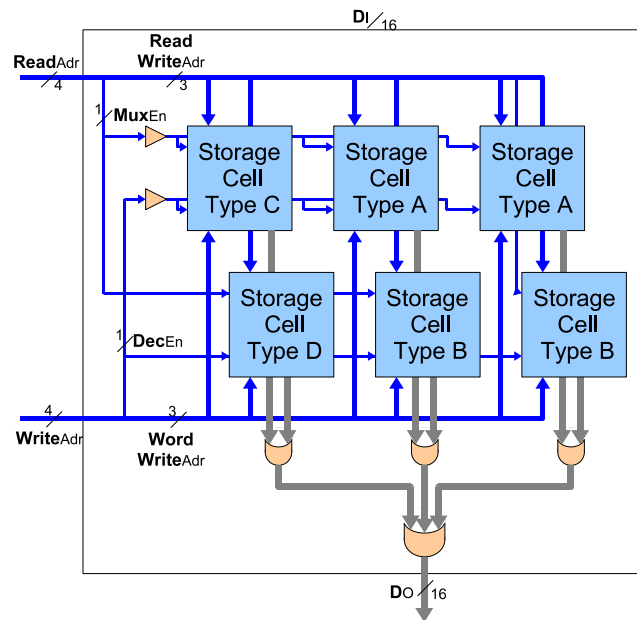 DI
16
Read
WriteAdr
ReadAdr
4
3
1
MuxEn
Storage
Cell
Type C
Storage
Cell
Type A
Storage
Cell
Type A
Storage
Cell
Type D
Storage
Cell
Type B
Storage
Cell
Type B
1
DecEn
4
3
WriteAdr
Word
WriteAdr
DO
16